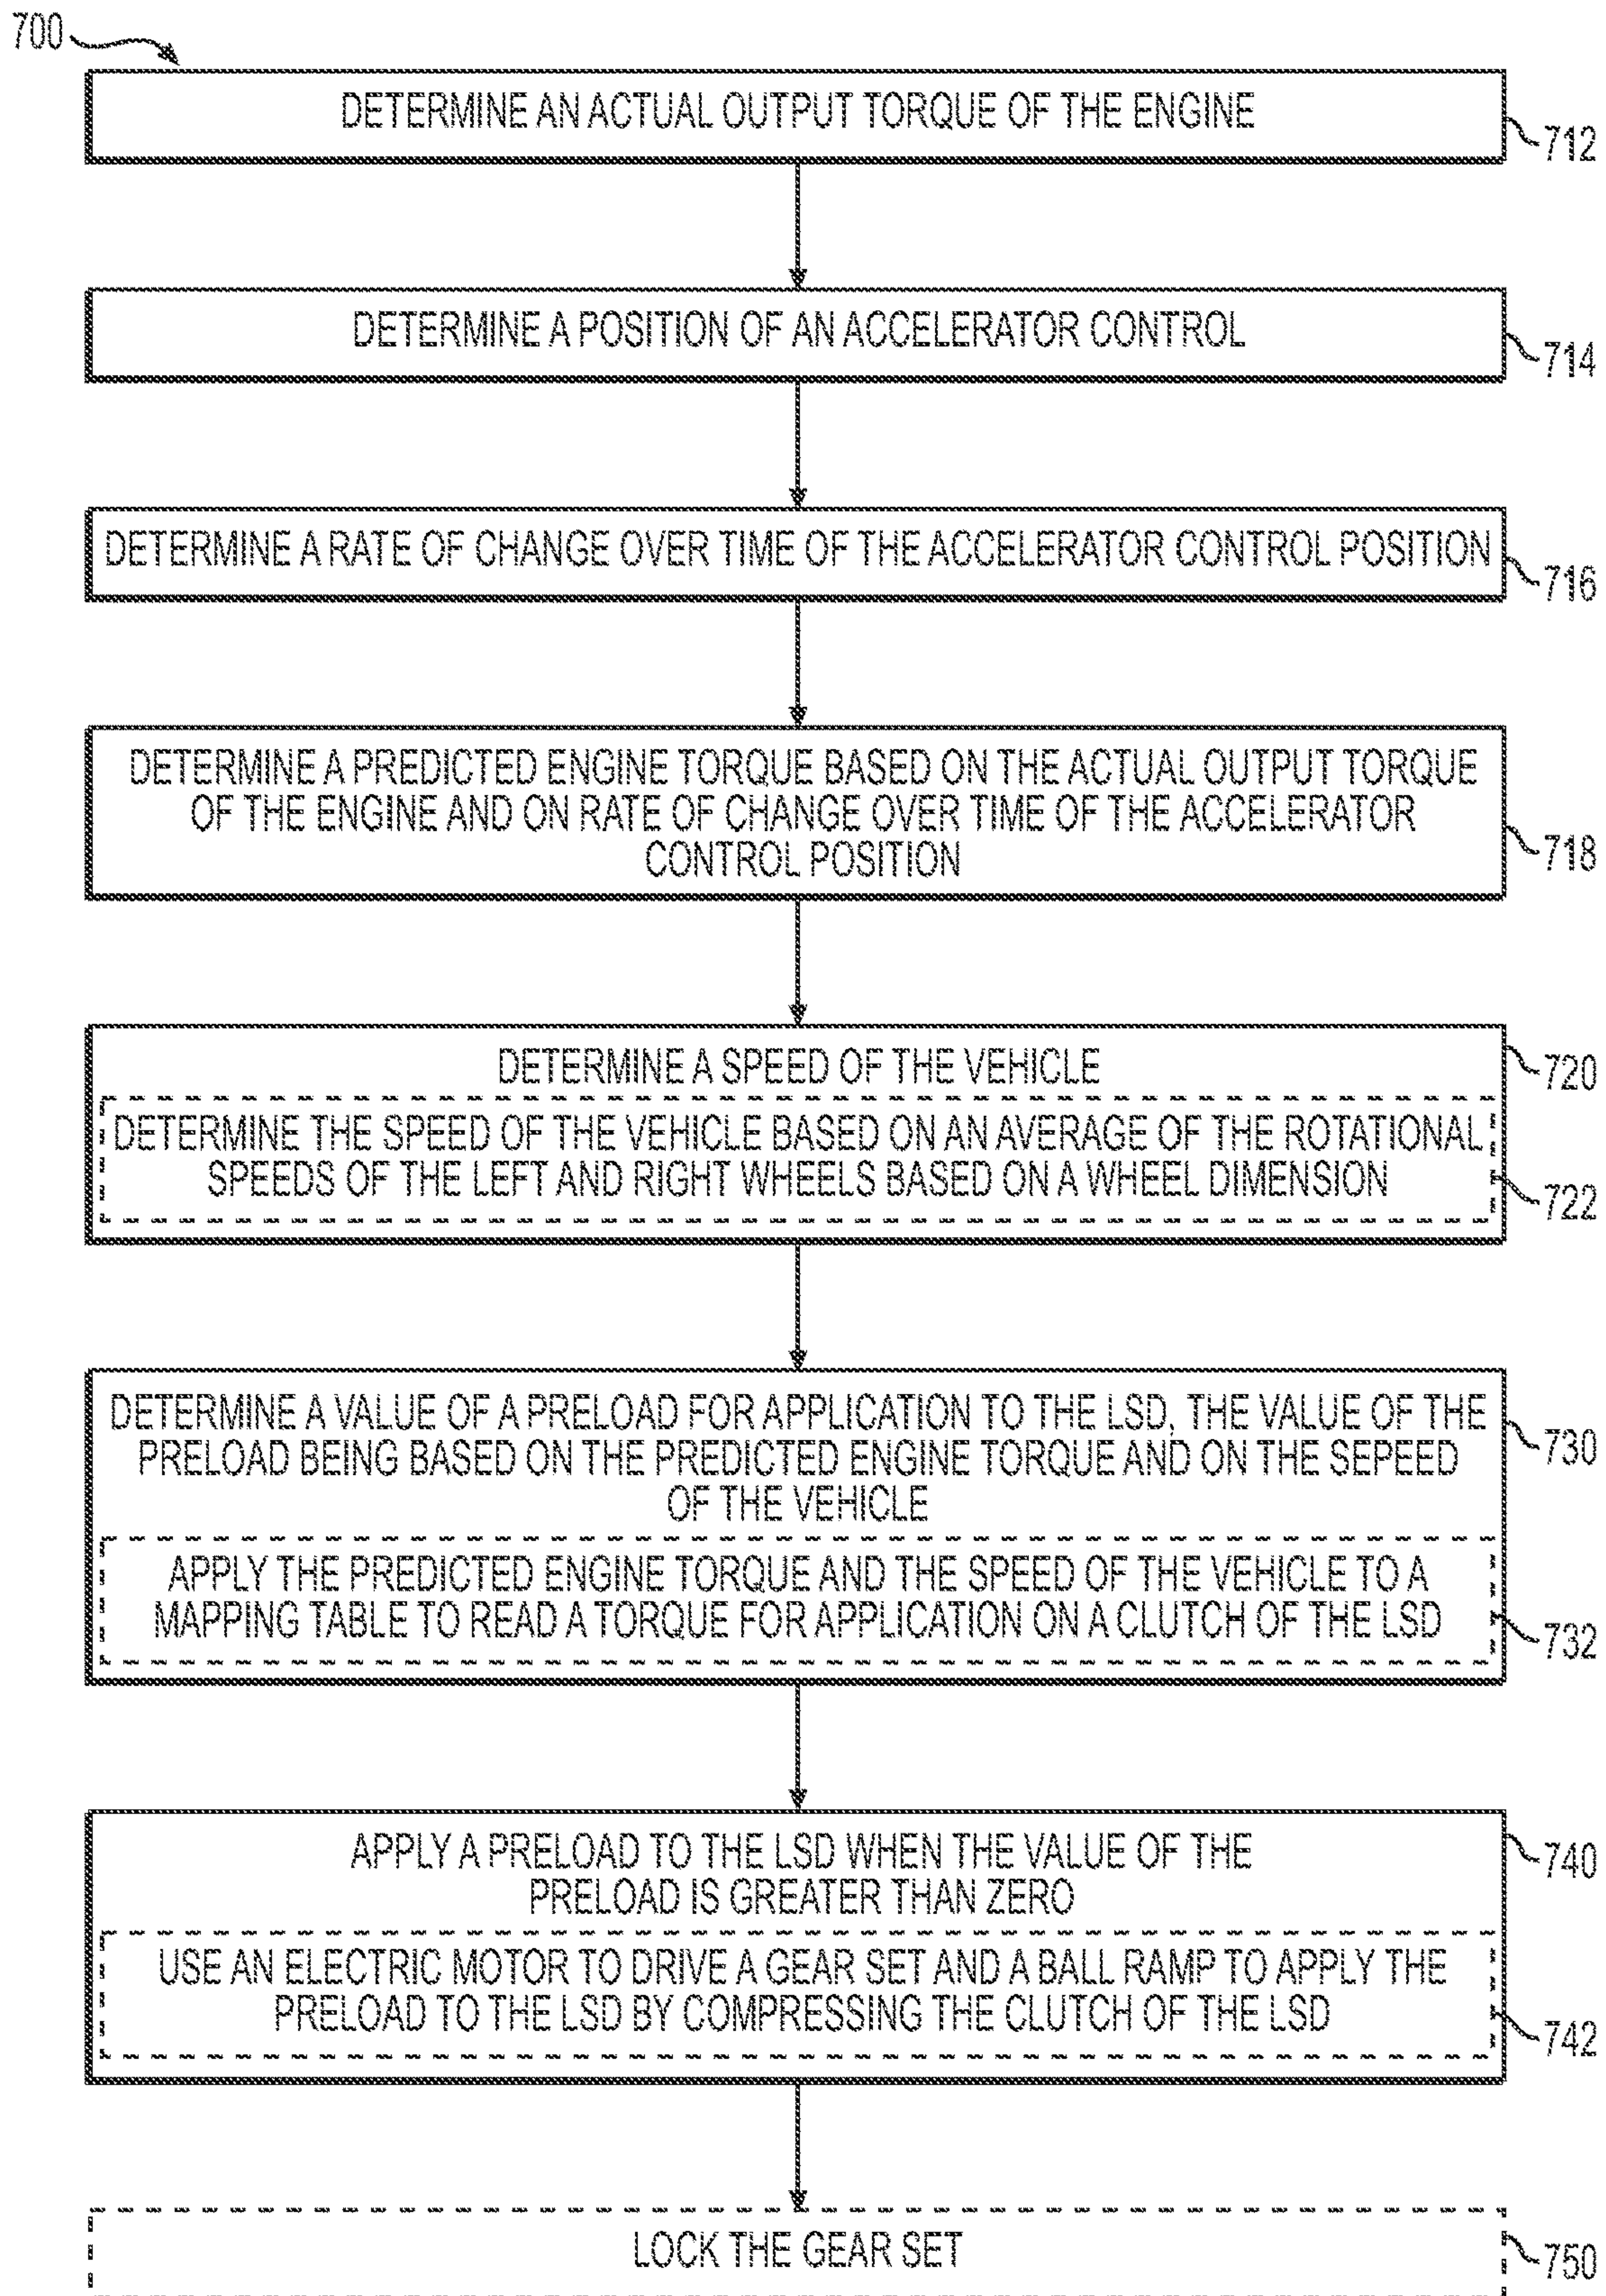 700
DETERMINE AN ACTUAL OUTPUT TORQUE OF THE ENGINE
712
DETERMINE A POSITION OF AN ACCELERATOR CONTROL
714
DETERMINE A RATE OF CHANGE OVER TIME OF THE ACCELERATOR CONTROL POSITION
716
DETERMINE A PREDICTED ENGINE TORQUE BASED ON THE ACTUAL OUTPUT TORQUE
OF THE ENGINE AND ON RATE OF CHANGE OVER TIME OF THE ACCELERATOR
CONTROL POSITION
718
DETERMINE A SPEED OF THE VEHICLE
720
DETERMINE THE SPEED OF THE VEHICLE BASED ON AN AVERAGE OF THE ROTATIONAL
SPEEDS OF THE LEFT AND RIGHT WHEELS BASED ON A WHEEL DIMENSION
722
DETERMINE A VALUE OF A PRELOAD FOR APPLICATION TO THE LSD, THE VALUE OF THE
PRELOAD BEING BASED ON THE PREDICTED ENGINE TORQUE AND ON THE SEPEED
OF THE VEHICLE
730
APPLY THE PREDICTED ENGINE TORQUE AND THE SPEED OF THE VEHICLE TO A
MAPPING TABLE TO READ A TORQUE FOR APPLICATION ON A CLUTCH OF THE LSD
732
APPLY A PRELOAD TO THE LSD WHEN THE VALUE OF THE
PRELOAD IS GREATER THAN ZERO
740
USE AN ELECTRIC MOTOR TO DRIVE A GEAR SET AND A BALL RAMP TO APPLY THE
PRELOAD TO THE LSD BY COMPRESSING THE CLUTCH OF THE LSD
742
LOCK THE GEAR SET
750